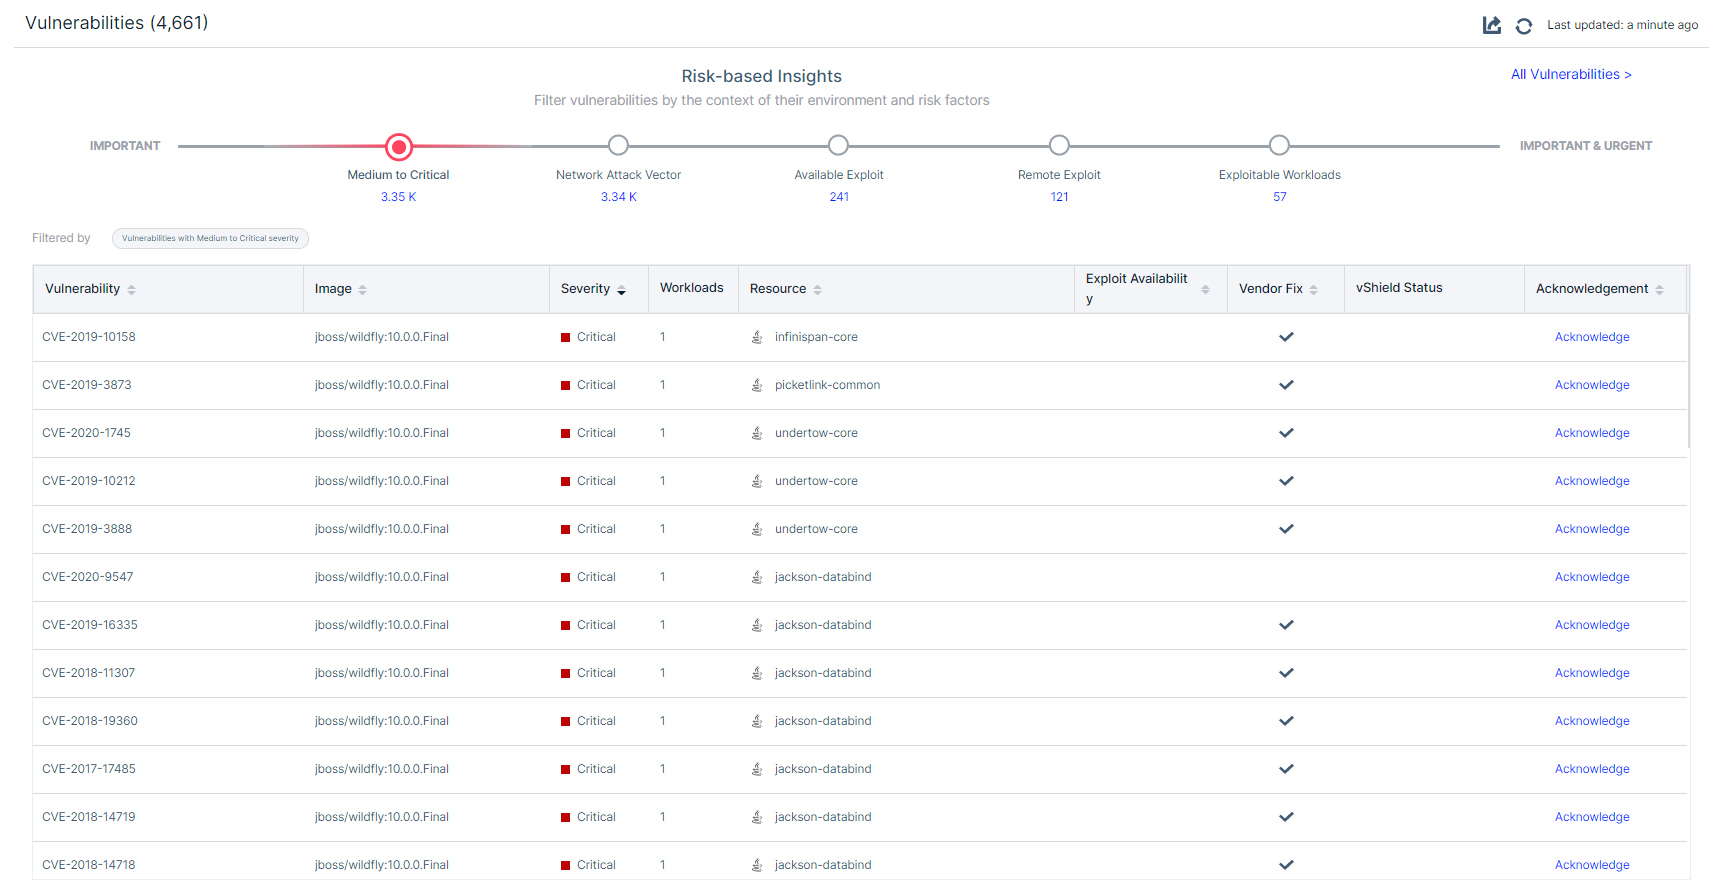 Vulnerabilities (4,661)
Last updated: a minute ago
Risk-based Insights
All Vulnerabilities >
Filter vulnerabilities by the context of their environment and risk factors
IMPORTANT
IMPORTANT & URGENT
Medium to Critical
Network Attack Vector
Available Exploit
Remote Exploit
Exploitable Workloads
3.35 K
3.34 K
241
121
57
Filtered by
Vulnerabilities with Medium to Critical severity
Vulnerability Image Severity Workloads Resource Exploit Availabilit
y Vendor Fix vShield Status Acknowledgement
CVE-2019-10158 jboss/wildfly:10.0.0.Final Critical 1 infinispan-core Acknowledge
CVE-2019-3873 jboss/wildfly:10.0.0.Final Critical 1 picketlink-common Acknowledge
CVE-2020-1745 jboss/wildfly:10.0.0.Final Critical 1 undertow-core Acknowledge
CVE-2019-10212 jboss/wildfly:10.0.0.Final Critical 1 undertow-core Acknowledge
CVE-2019-3888 jboss/wildfly:10.0.0.Final Critical 1 undertow-core Acknowledge
CVE-2020-9547 jboss/wildfly:10.0.0.Final Critical 1 jackson-databind Acknowledge
CVE-2019-16335 jboss/wildfly:10.0.0.Final Critical 1 jackson-databind Acknowledge
CVE-2018-11307 jboss/wildfly:10.0.0.Final Critical 1 jackson-databind Acknowledge
CVE-2018-19360 jboss/wildfly:10.0.0.Final Critical 1 jackson-databind Acknowledge
CVE-2017-17485 jboss/wildfly:10.0.0.Final Critical 1 jackson-databind Acknowledge
CVE-2018-14719 jboss/wildfly:10.0.0.Final Critical 1 jackson-databind Acknowledge
CVE-2018-14718 jboss/wildfly:10.0.0.Final Critical 1 jackson-databind Acknowledge